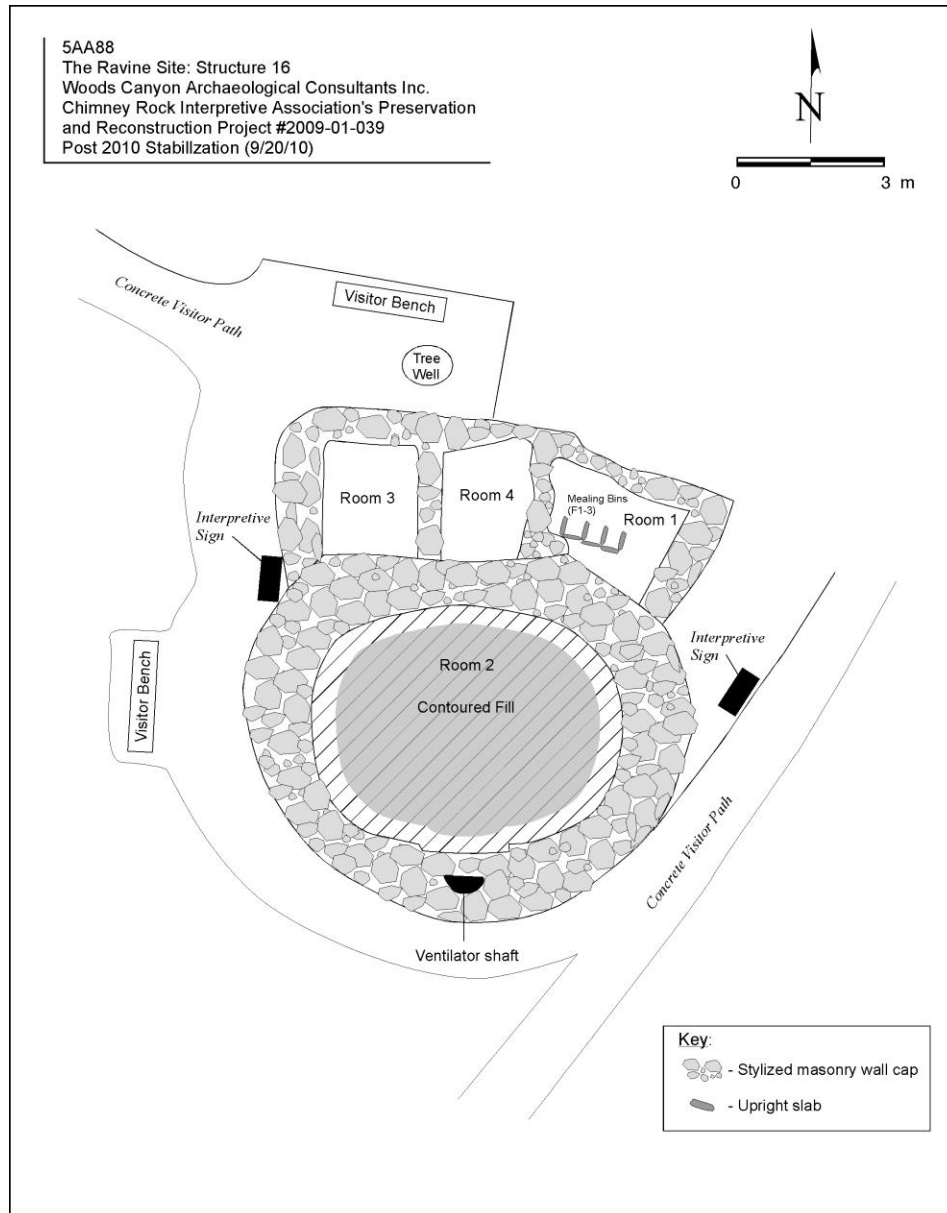 5AA88
The Ravine Site: Structure 16
Woods Canyon Archaeological Consultants Inc.
Chimney Rock Interpretive Association's Preservation
and Reconstruction Project #2009-01-039
Post 2010 Stabillzation (9/20/10)
N
0 3 m
Concrete Visitor Path
Visitor Bench
Tree
Well
Room 3
Room 4
Mealing Bins
(F1-3)
Room 1
Interpretive
Sign
Interpretive
Sign
Room 2
Contoured Fill
Visitor Bench
Concrete Visitor Path
Ventilator shaft
Key:
- Stylized masonry wall cap
- Upright slab